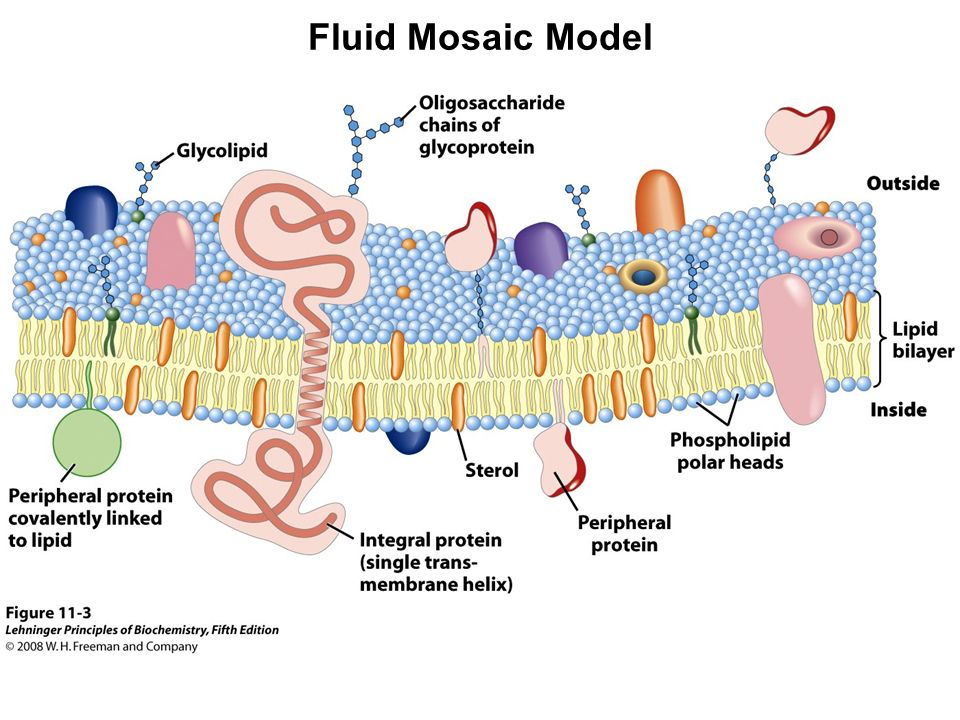 Fluid Mosaic Model
Oligosaccharide
chains of
glycoprotein
Glycolipid
Outside
Lipid
bilayer
Inside
Phospholipid
polar heads
Sterol
Peripheral protein
covalently linked
to lipid
Integral protein
(single trans-
membrane helix)
Peripheral
protein
Figure 11-3
Lehninger Principles of Biochemistry, Fifth Edition
© 2008 W. H. Freeman and Company